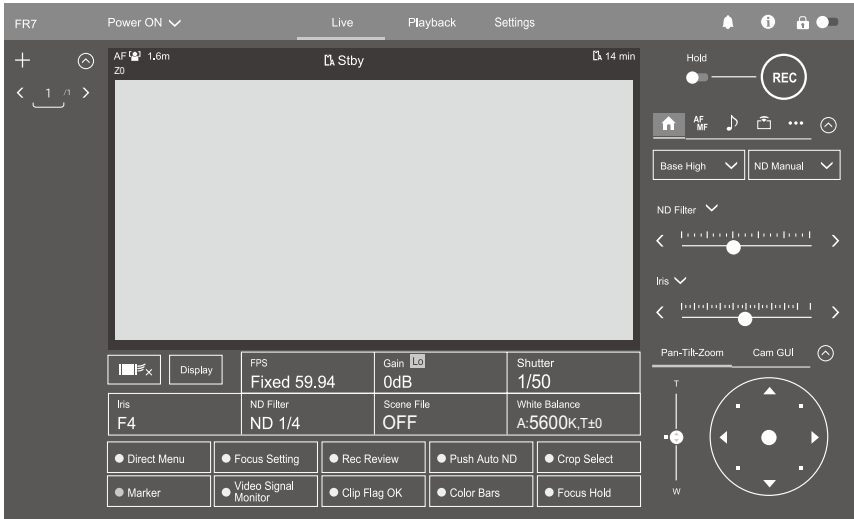 FR7
Power ON
Live
Playback
Settings
1 /1
AF 1.6m
Z0
Stby
14 min
Hold
REC
AF
MF
Base High
ND Manual
ND Filter
Iris
Pan-Tilt-Zoom
Cam GUI
T
W
Display
FPS
Fixed 59.94
Gain Lo
0dB
Shutter
1/50
Iris
F4
ND Filter
ND 1/4
Scene File
OFF
White Balance
A:5600K,T±0
Direct Menu
Focus Setting
Rec Review
Push Auto ND
Crop Select
Marker
Video Signal
Monitor
Clip Flag OK
Color Bars
Focus Hold